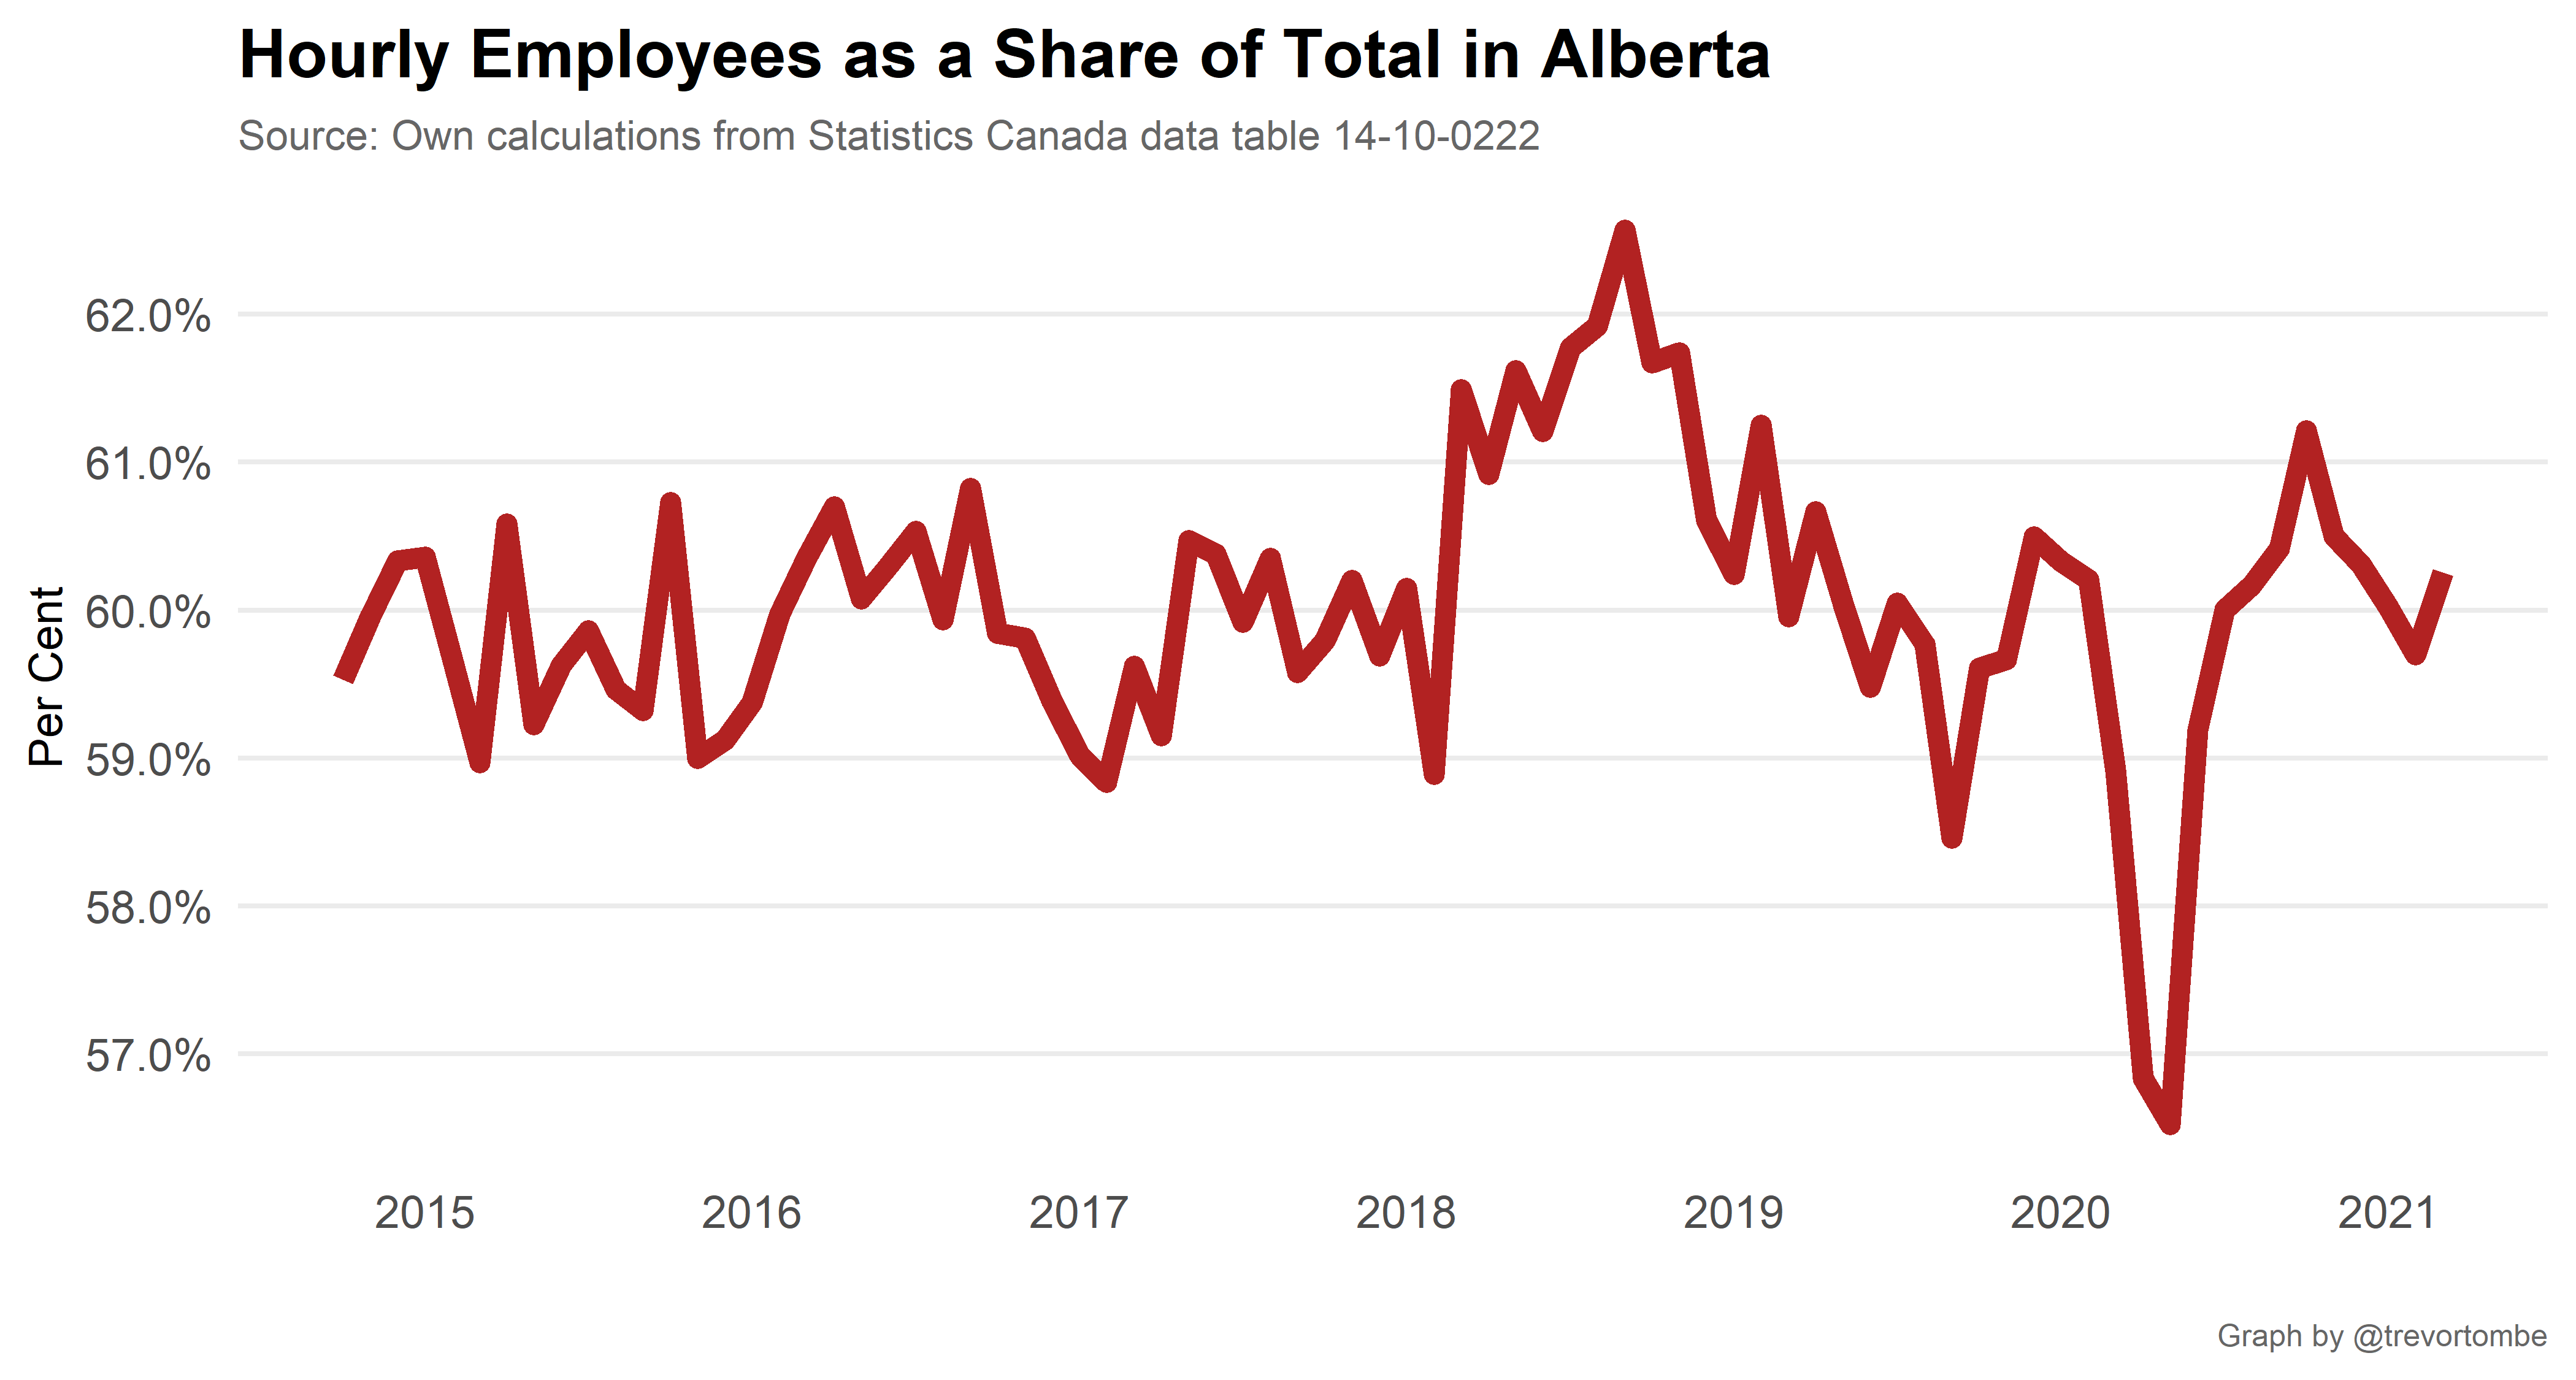 Hourly Employees as a Share of Total in Alberta
Source: Own calculations from Statistics Canada data table 14-10-0222
Per Cent
62.0%
61.0%
60.0%
59.0%
58.0%
57.0%
2015 2016 2017 2018 2019 2020 2021
Graph by @trevortombe